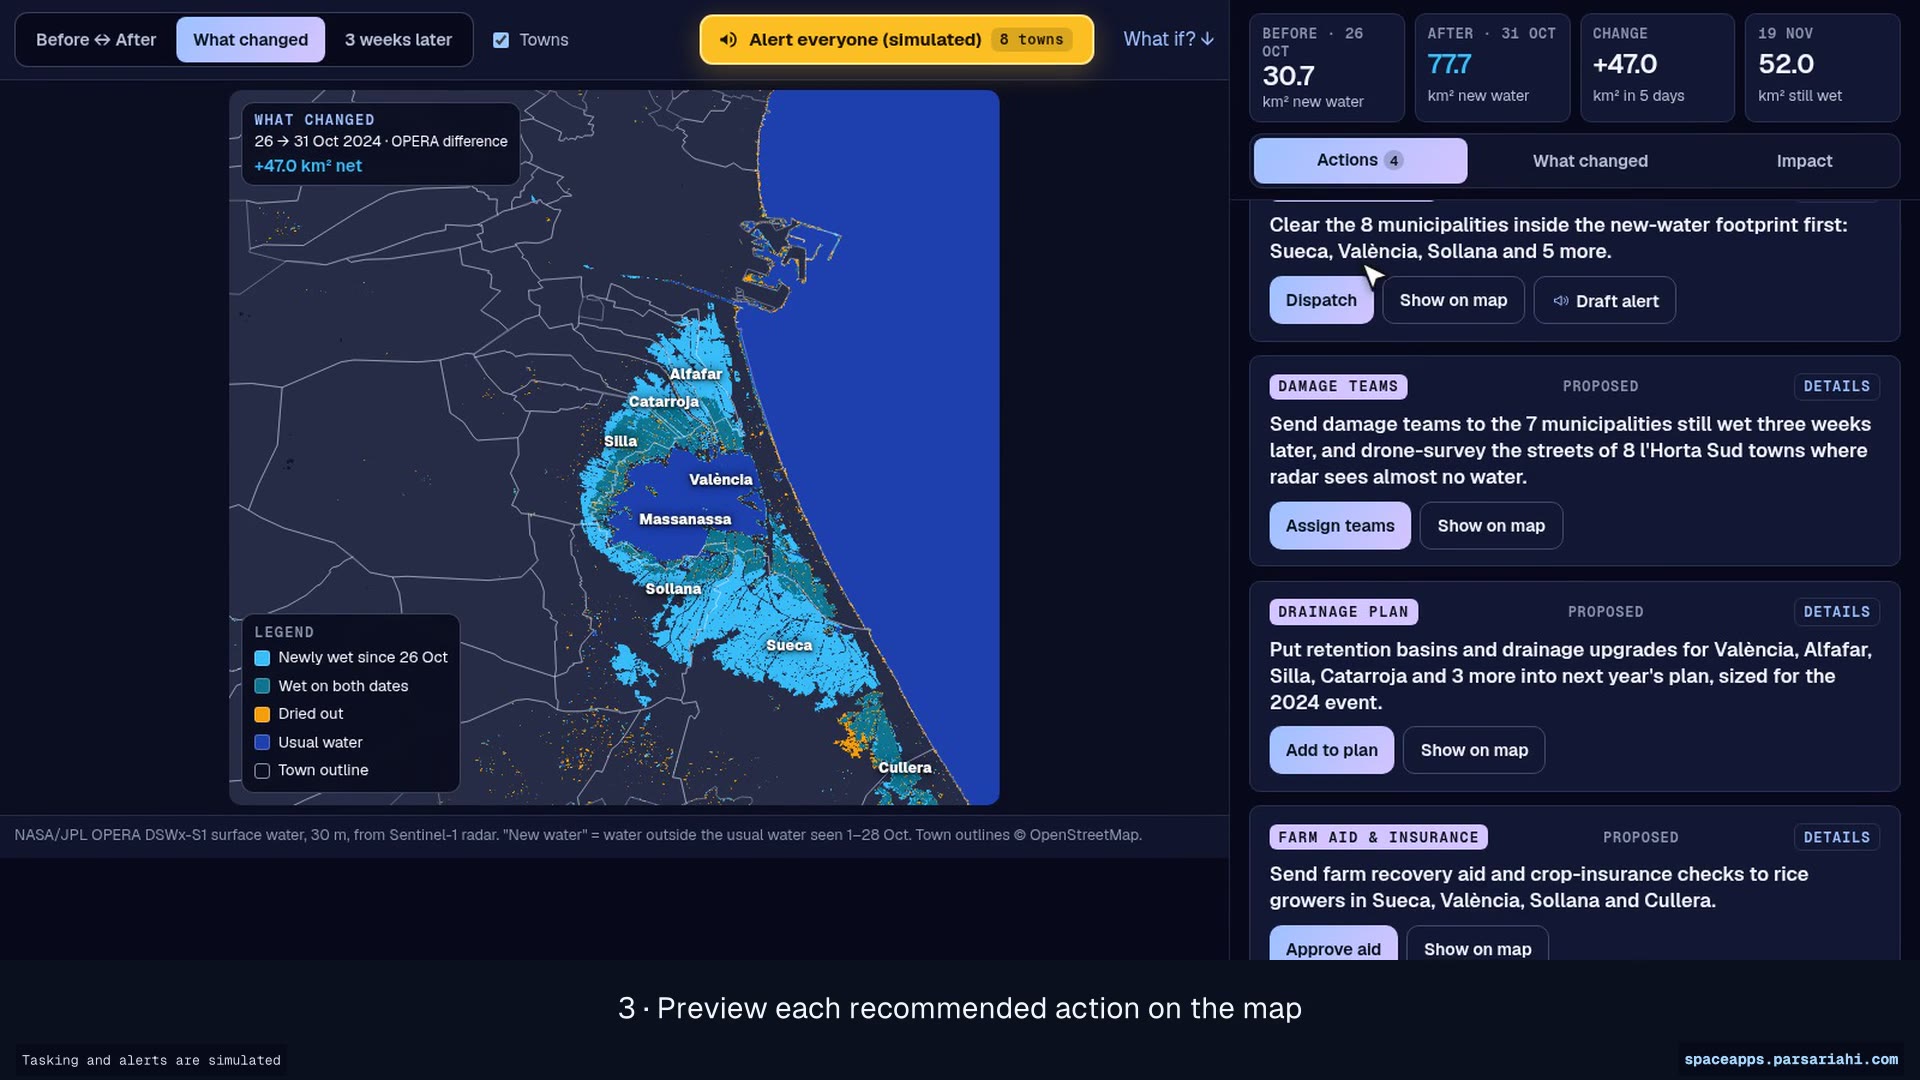 Before ↔ After
What changed
3 weeks later
Towns
Alert everyone (simulated) 8 towns
What if? ↓
WHAT CHANGED
26 → 31 Oct 2024 · OPERA difference
+47.0 km² net
Alfafar
Catarroja
Silla
València
Massanassa
Sollana
Sueca
Cullera
LEGEND
Newly wet since 26 Oct
Wet on both dates
Dried out
Usual water
Town outline
NASA/JPL OPERA DSWx-S1 surface water, 30 m, from Sentinel-1 radar. "New water" = water outside the usual water seen 1–28 Oct. Town outlines © OpenStreetMap.
BEFORE · 26
OCT
30.7
km² new water
AFTER · 31 OCT
77.7
km² new water
CHANGE
+47.0
km² in 5 days
19 NOV
52.0
km² still wet
Actions 4
What changed
Impact
Clear the 8 municipalities inside the new-water footprint first:
Sueca, València, Sollana and 5 more.
Dispatch
Show on map
Draft alert
DAMAGE TEAMS
PROPOSED
DETAILS
Send damage teams to the 7 municipalities still wet three weeks
later, and drone-survey the streets of 8 l'Horta Sud towns where
radar sees almost no water.
Assign teams
Show on map
DRAINAGE PLAN
PROPOSED
DETAILS
Put retention basins and drainage upgrades for València, Alfafar,
Silla, Catarroja and 3 more into next year's plan, sized for the
2024 event.
Add to plan
Show on map
FARM AID & INSURANCE
PROPOSED
DETAILS
Send farm recovery aid and crop-insurance checks to rice
growers in Sueca, València, Sollana and Cullera.
Approve aid
Show on map
3 · Preview each recommended action on the map
Tasking and alerts are simulated
spaceapps.parsariahi.com